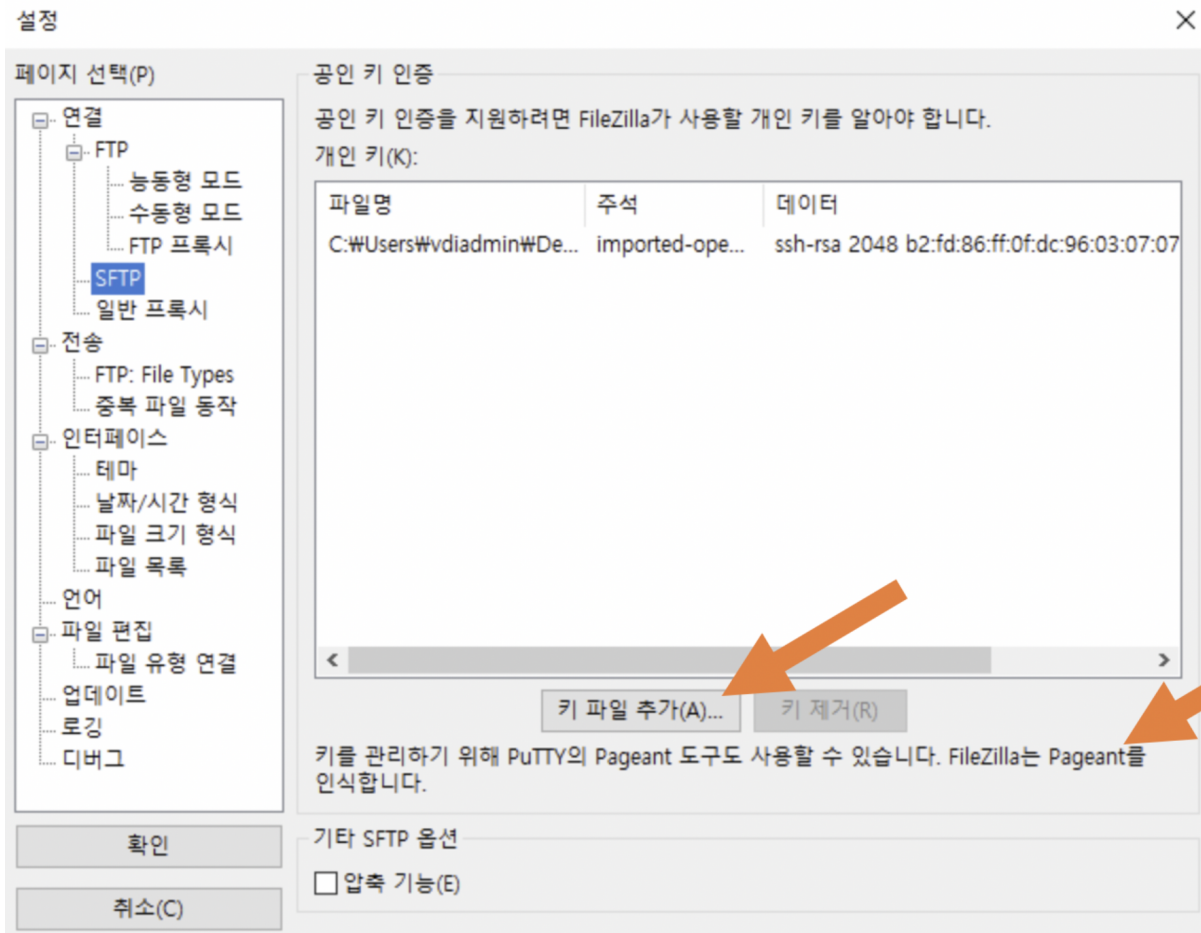 설정
페이지 선택(P)
연결
FTP
능동형 모드
수동형 모드
FTP 프록시
SFTP
일반 프록시
전송
FTP: File Types
중복 파일 동작
인터페이스
테마
날짜/시간 형식
파일 크기 형식
파일 목록
언어
파일 편집
파일 유형 연결
업데이트
로깅
디버그
확인
취소(C)
공인 키 인증
공인 키 인증을 지원하려면 FileZilla가 사용할 개인 키를 알아야 합니다.
개인 키(K):
파일명 주석 데이터
C:₩Users₩vdiadmin₩De... imported-ope... ssh-rsa 2048 b2:fd:86:ff:0f:dc:96:03:07:07
키 파일 추가(A)... 키 제거(R)
키를 관리하기 위해 PuTTY의 Pageant 도구도 사용할 수 있습니다. FileZilla는 Pageant를
인식합니다.
기타 SFTP 옵션
압축 기능(E)